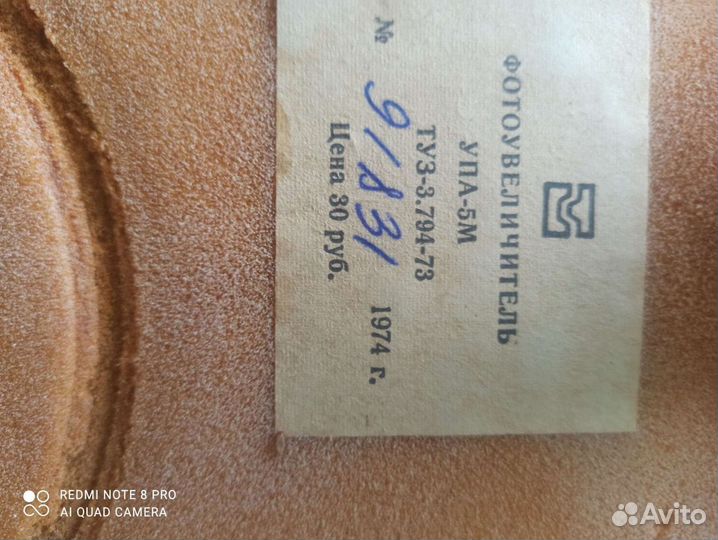 ФОТОУВЕЛИЧИТЕЛЬ
УПА-5М
ТУЗ-3.794-73
№ 91831 1974 г.
Цена 30 руб.
REDMI NOTE 8 PRO
AI QUAD CAMERA
Avito